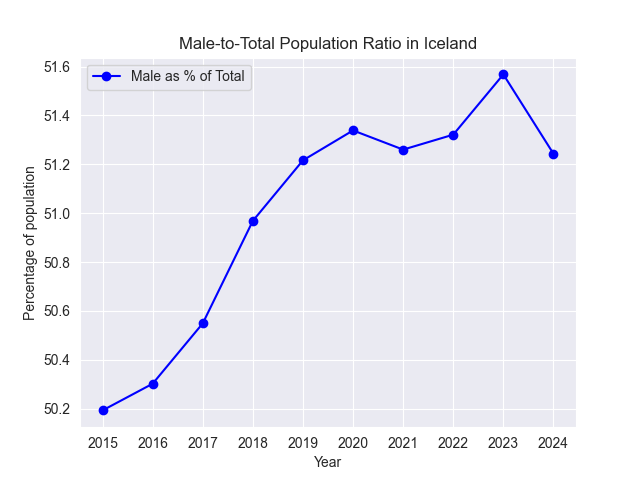 Male-to-Total Population Ratio in Iceland
Male as % of Total
Percentage of population
51.6
51.4
51.2
51.0
50.8
50.6
50.4
50.2
2015 2016 2017 2018 2019 2020 2021 2022 2023 2024
Year